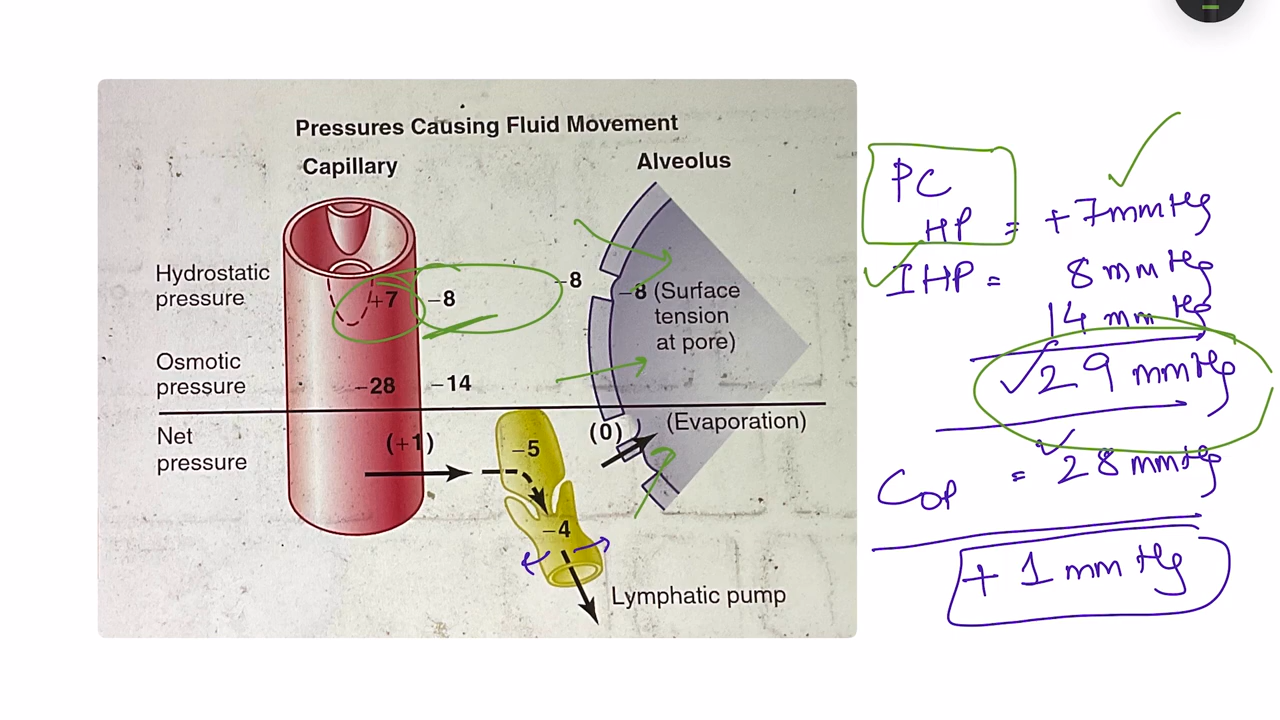 Pressures Causing Fluid Movement
Capillary
Alveolus
Hydrostatic
pressure
+7
-8
-8
-8 (Surface
tension
at pore)
Osmotic
pressure
-28
-14
Net
pressure
(+1)
-5
(0)
(Evaporation)
-4
Lymphatic pump
PC
HP = +7mmHg
IHP = 8 mmHg
14 mmHg
29 mmHg
COP = 28 mmHg
+ 1 mm Hg